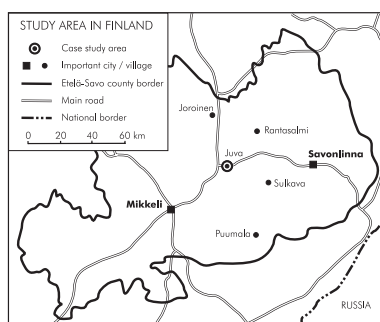 STUDY AREA IN FINLAND
Case study area
Important city / village
Etelä-Savo county border
Main road
National border
0 20 40 60 km
Joroinen
Rantasalmi
Juva
Savonlinna
Sulkava
Mikkeli
Puumala
RUSSIA